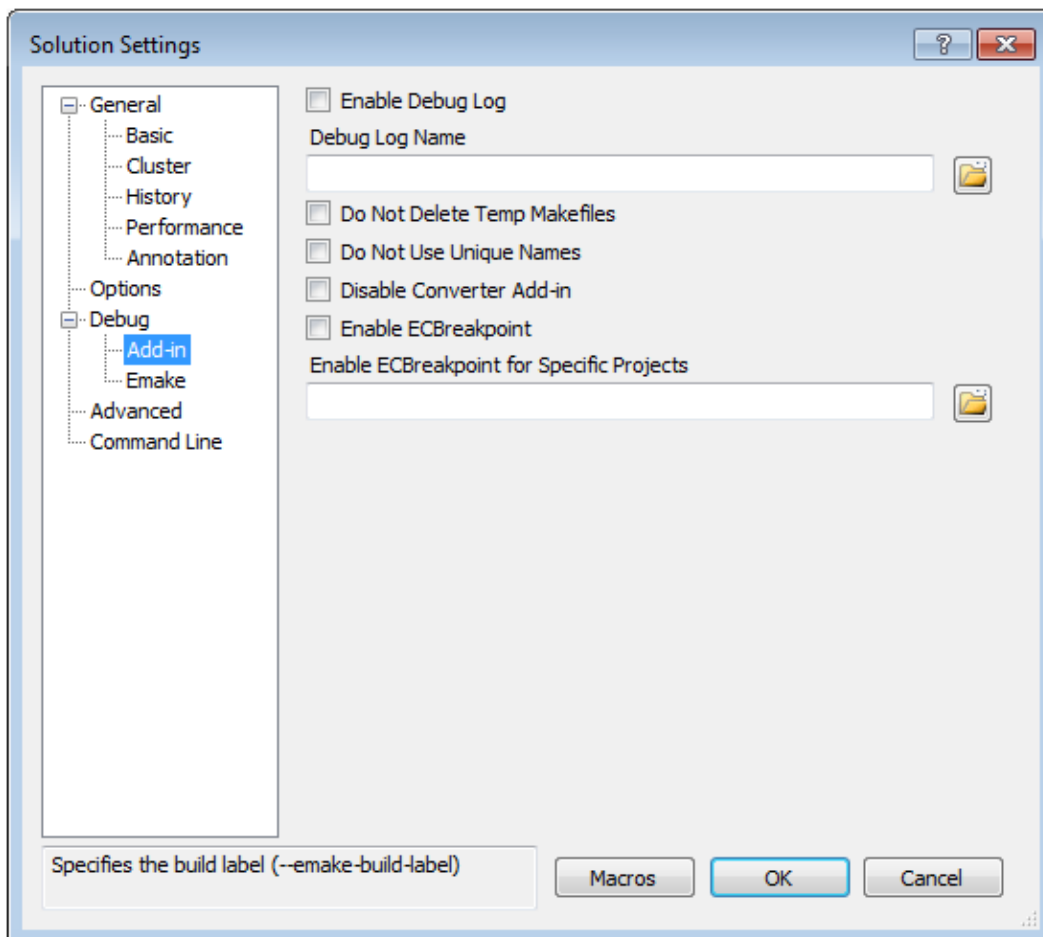 Solution Settings
General
Basic
Cluster
History
Performance
Annotation
Options
Debug
Add-in
Emake
Advanced
Command Line
Enable Debug Log
Debug Log Name
Do Not Delete Temp Makefiles
Do Not Use Unique Names
Disable Converter Add-in
Enable ECBreakpoint
Enable ECBreakpoint for Specific Projects
Specifies the build label (--emake-build-label)
Macros
OK
Cancel